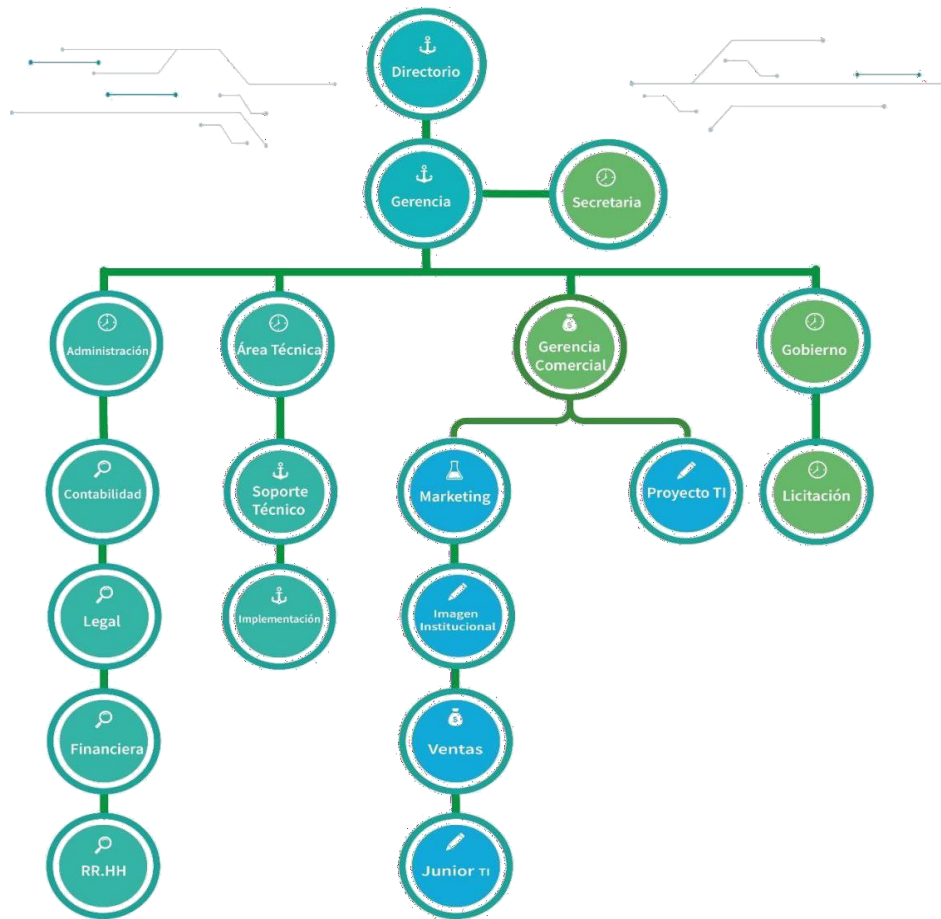 Directorio
Gerencia
Secretaria
Administración
Área Técnica
Gerencia
Comercial
Gobierno
Contabilidad
Soporte
Técnico
Marketing
Proyecto TI
Licitación
Legal
Implementación
Imagen
Institucional
Financiera
Ventas
RR.HH
Junior TI